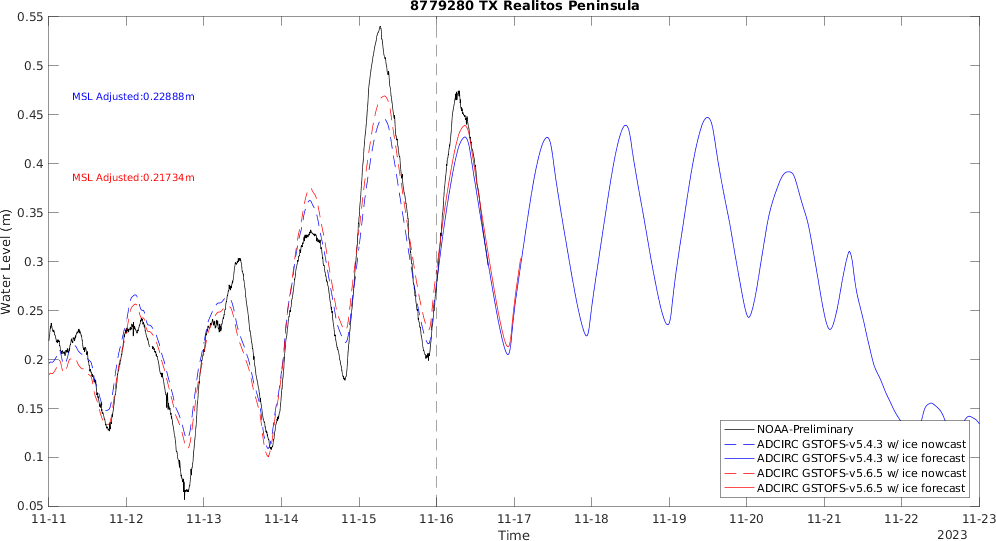 8779280 TX Realitos Peninsula
Water Level (m)
0.55
0.5
0.45
0.4
0.35
0.3
0.25
0.2
0.15
0.1
0.05
MSL Adjusted:0.22888m
MSL Adjusted:0.21734m
NOAA-Preliminary
ADCIRC GSTOFS-v5.4.3 w/ ice nowcast
ADCIRC GSTOFS-v5.4.3 w/ ice forecast
ADCIRC GSTOFS-v5.6.5 w/ ice nowcast
ADCIRC GSTOFS-v5.6.5 w/ ice forecast
11-11 11-12 11-13 11-14 11-15 11-16 11-17 11-18 11-19 11-20 11-21 11-22 11-23
Time
2023